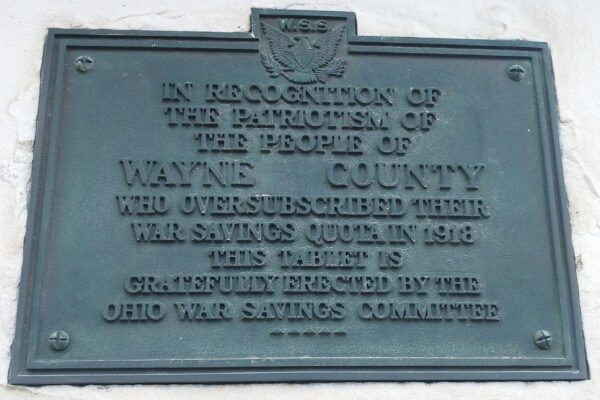 W.S.S
IN RECOGNITION OF
THE PATRIOTISM OF
THE PEOPLE OF
WAYNE COUNTY
WHO OVERSUBSCRIBED THEIR
WAR SAVINGS QUOTA IN 1918
THIS TABLET IS
GRATEFULLY ERECTED BY THE
OHIO WAR SAVINGS COMMITTEE